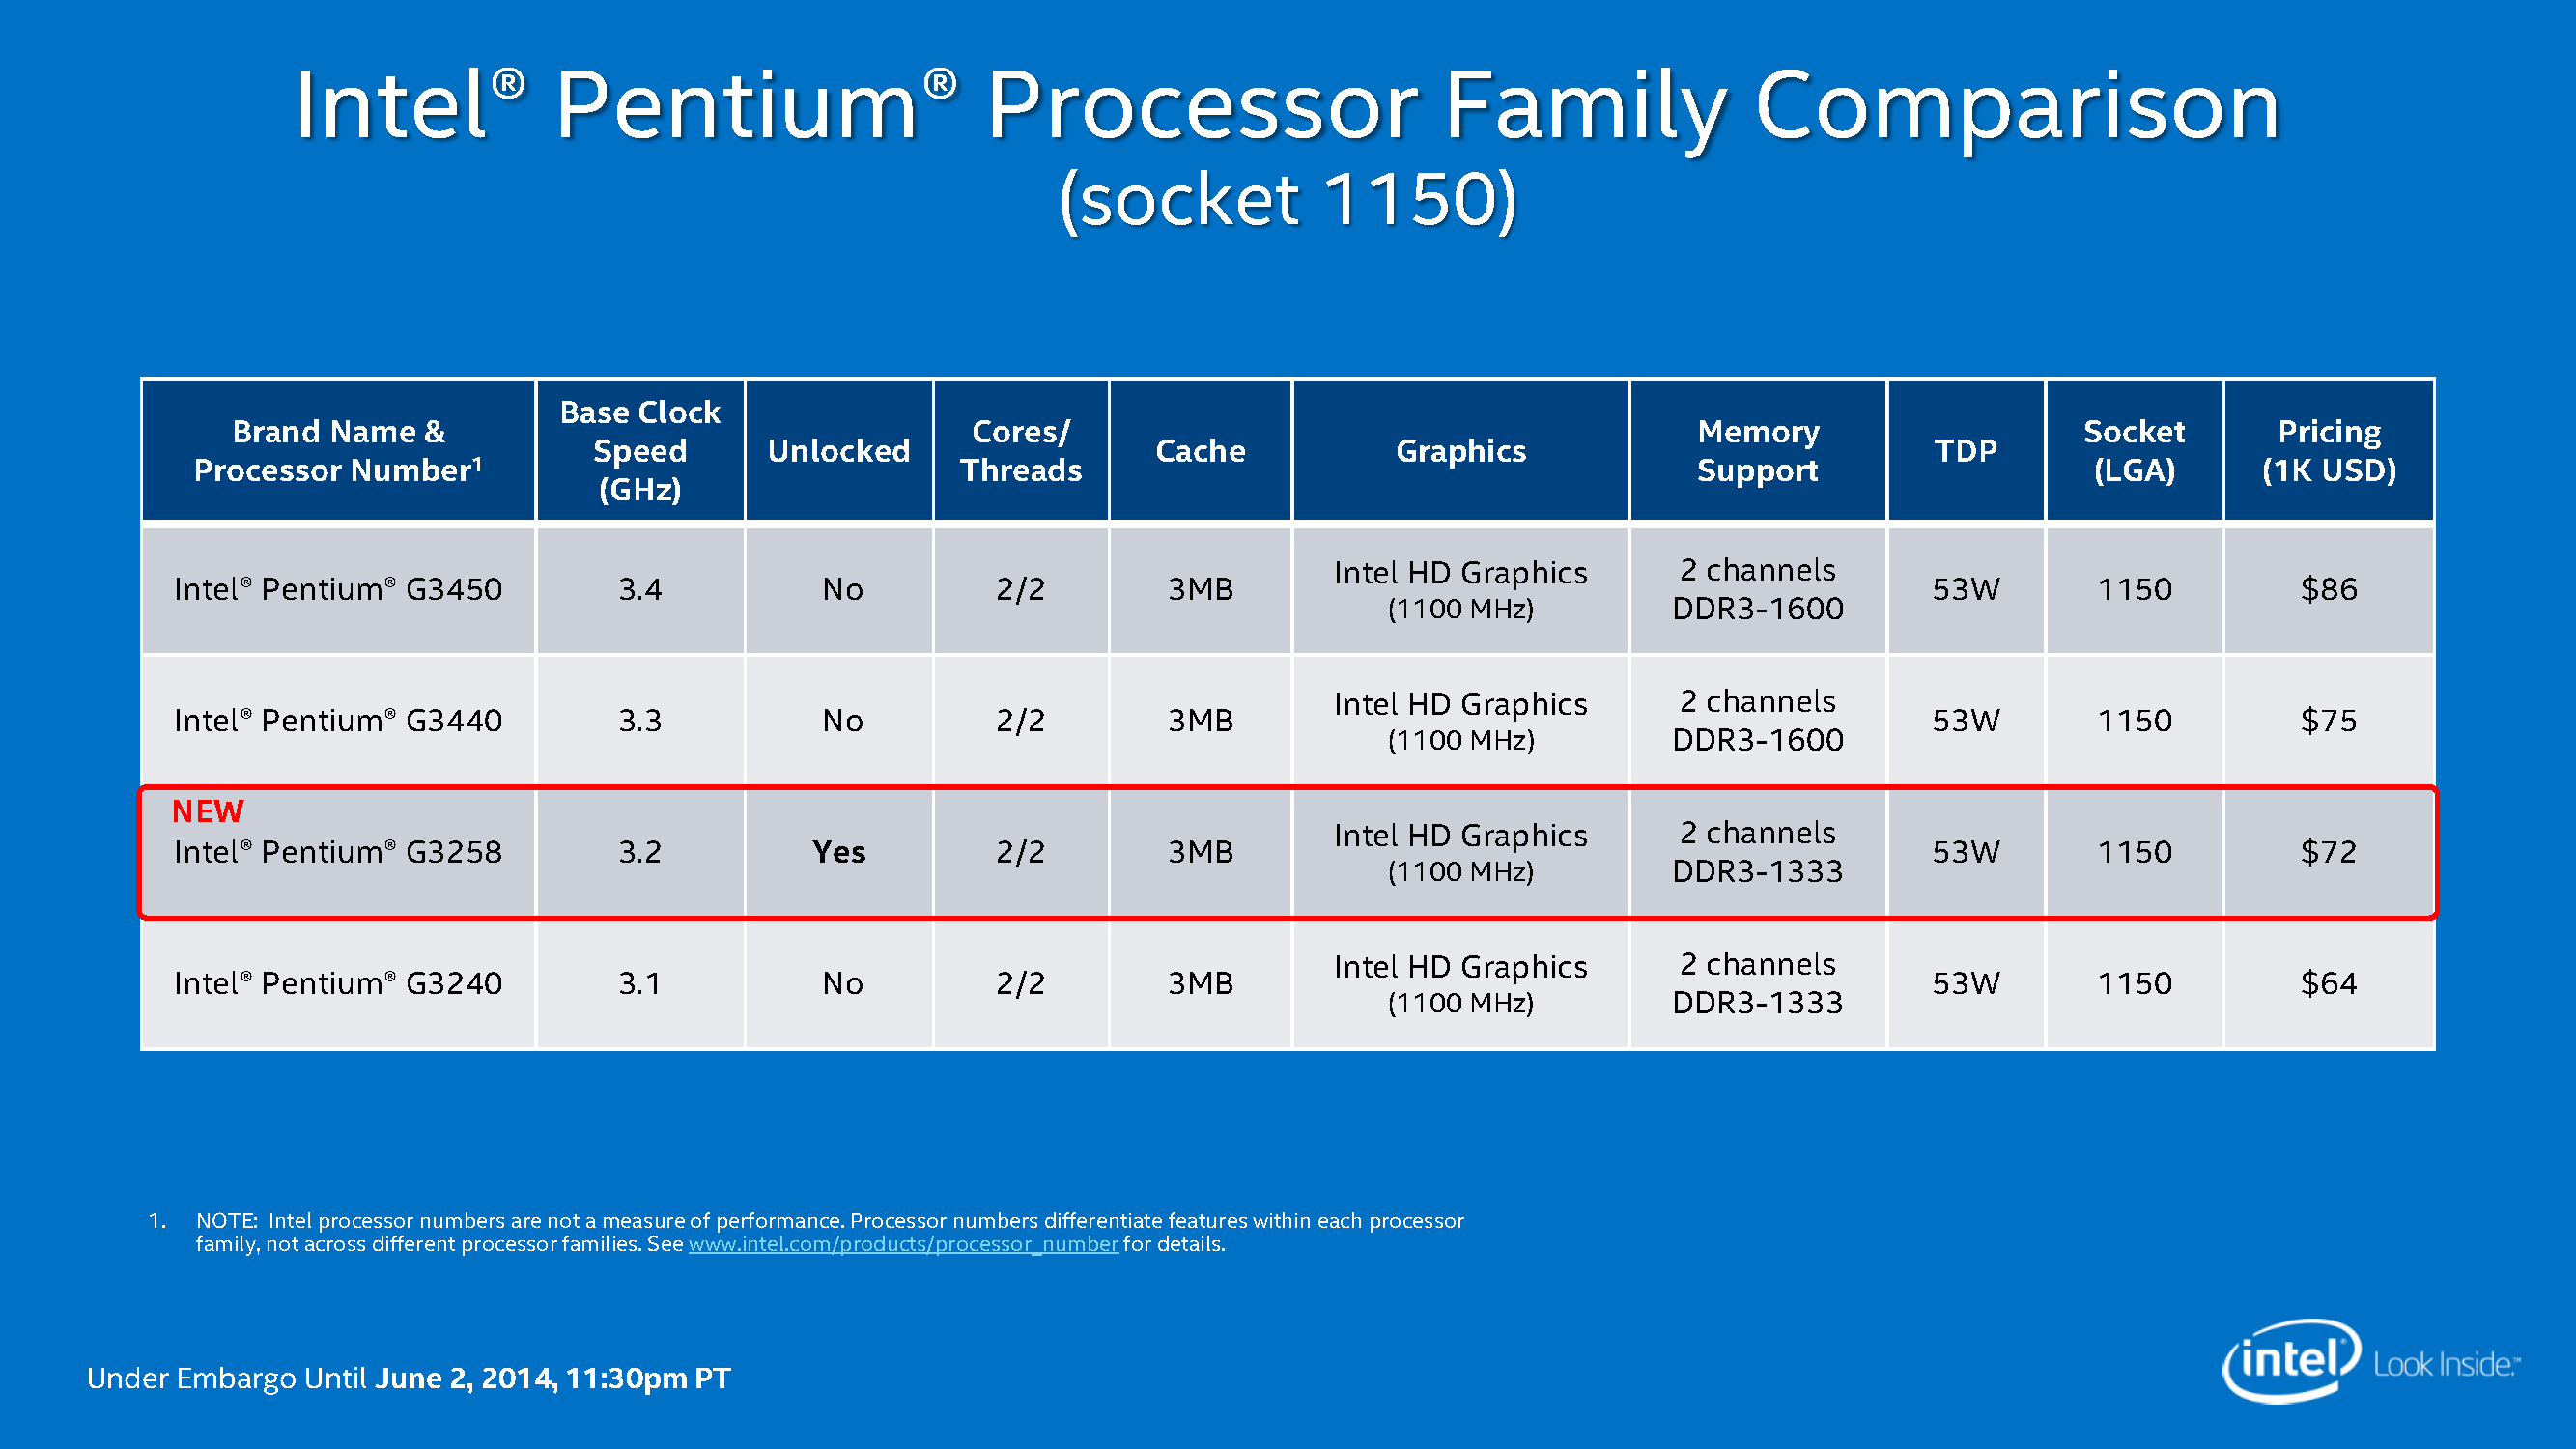 Intel® Pentium® Processor Family Comparison
(socket 1150)
Brand Name & Processor Number¹ Base Clock Speed (GHz) Unlocked Cores/ Threads Cache Graphics Memory Support TDP Socket (LGA) Pricing (1K USD)
Intel® Pentium® G3450 3.4 No 2/2 3MB Intel HD Graphics (1100 MHz) 2 channels DDR3-1600 53W 1150 $86
Intel® Pentium® G3440 3.3 No 2/2 3MB Intel HD Graphics (1100 MHz) 2 channels DDR3-1600 53W 1150 $75
NEW
Intel® Pentium® G3258 3.2 Yes 2/2 3MB Intel HD Graphics (1100 MHz) 2 channels DDR3-1333 53W 1150 $72
Intel® Pentium® G3240 3.1 No 2/2 3MB Intel HD Graphics (1100 MHz) 2 channels DDR3-1333 53W 1150 $64
1. NOTE: Intel processor numbers are not a measure of performance. Processor numbers differentiate features within each processor
family, not across different processor families. See www.intel.com/products/processor_number for details.
Under Embargo Until June 2, 2014, 11:30pm PT
intel® Look Inside.™